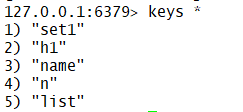 127.0.0.1:6379> keys *
1) "set1"
2) "h1"
3) "name"
4) "n"
5) "list"